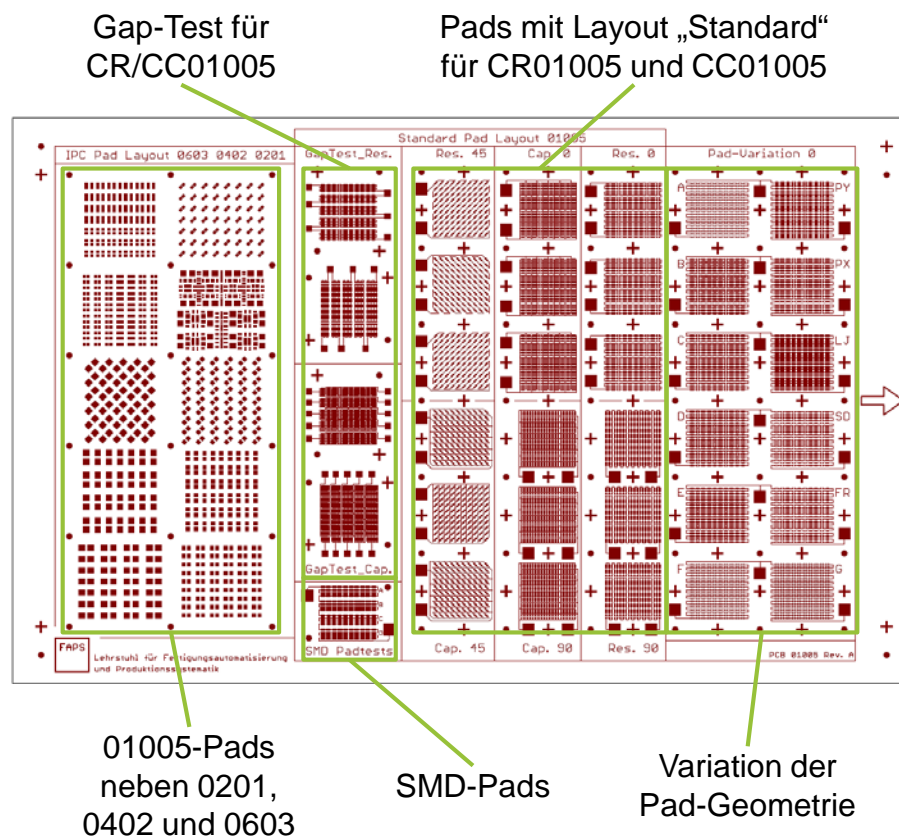 Gap-Test für
CR/CC01005
Pads mit Layout „Standard“
für CR01005 und CC01005
Standard Pad Layout 01005
IPC Pad Layout 0603 0402 0201
GapTest_Res.
Res. 45
Cap. 0
Res. 0
Pad-Variation 0
A
PY
B
PX
C
LJ
D
SD
E
FR
F
G
GapTest_Cap.
A
B
C
SMD Padtests
Cap. 45
Cap. 90
Res. 90
PCB 01005 Rev. A
FAPS
Lehrstuhl für Fertigungsautomatisierung
und Produktionssystematik
01005-Pads
neben 0201,
0402 und 0603
SMD-Pads
Variation der
Pad-Geometrie